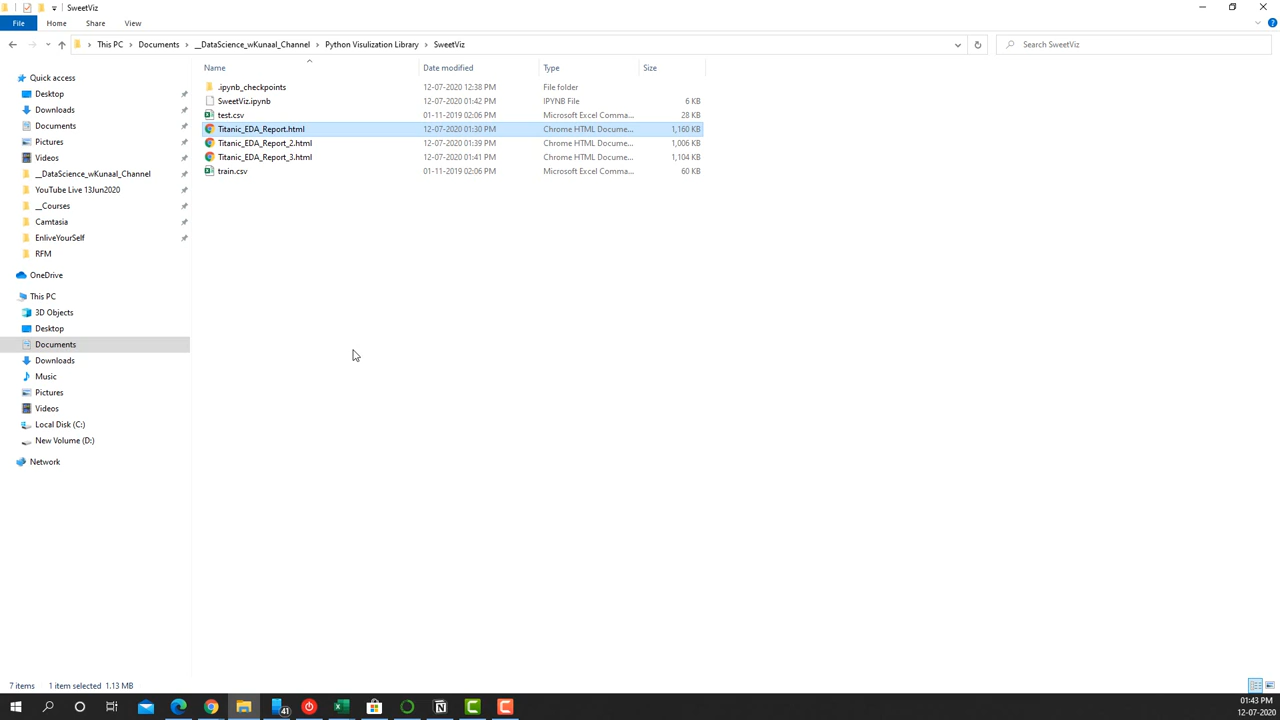 SweetViz
File Home Share View
This PC Documents __DataScience_wKunaal_Channel Python Visulization Library SweetViz
Search SweetViz
Name Date modified Type Size
Quick access
Desktop
Downloads
Documents
Pictures
Videos
__DataScience_wKunaal_Channel
YouTube Live 13Jun2020
__Courses
Camtasia
EnliveYourSelf
RFM
OneDrive
This PC
3D Objects
Desktop
Documents
Downloads
Music
Pictures
Videos
Local Disk (C:)
New Volume (D:)
Network
.ipynb_checkpoints 12-07-2020 12:38 PM File folder
SweetViz.ipynb 12-07-2020 01:42 PM IPYNB File 6 KB
test.csv 01-11-2019 02:06 PM Microsoft Excel Comma... 28 KB
Titanic_EDA_Report.html 12-07-2020 01:30 PM Chrome HTML Docume... 1,160 KB
Titanic_EDA_Report_2.html 12-07-2020 01:39 PM Chrome HTML Docume... 1,006 KB
Titanic_EDA_Report_3.html 12-07-2020 01:41 PM Chrome HTML Docume... 1,104 KB
train.csv 01-11-2019 02:06 PM Microsoft Excel Comma... 60 KB
7 items 1 item selected 1.13 MB
41
01:43 PM
12-07-2020